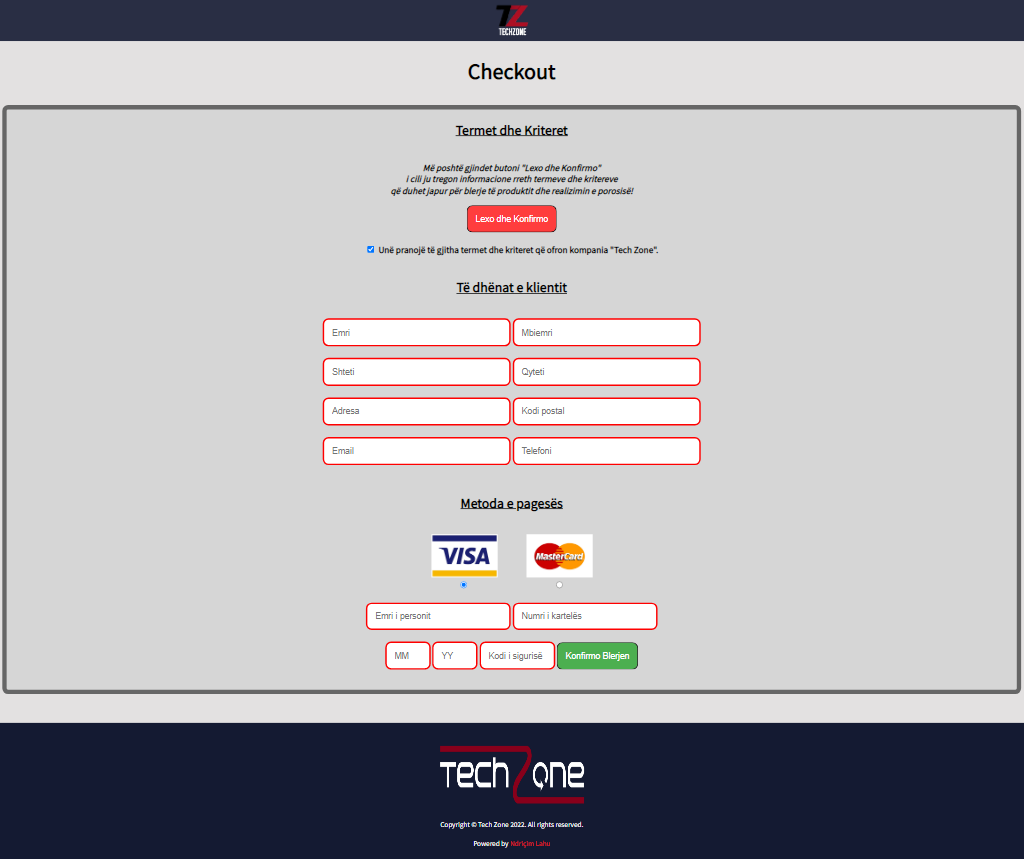 TECHZONE
Checkout
Termet dhe Kriteret
Më poshtë gjindet butoni "Lexo dhe Konfirmo"
i cili ju tregon informacione rreth termeve dhe kritereve
që duhet japur për blerje të produktit dhe realizimin e porosisë!
Lexo dhe Konfirmo
Unë pranojë të gjitha termet dhe kriteret që ofron kompania "Tech Zone".
Të dhënat e klientit
Emri Mbiemri
Shteti Qyteti
Adresa Kodi postal
Email Telefoni
Metoda e pagesës
VISA MasterCard
Emri i personit Numri i kartelës
MM YY Kodi i sigurisë Konfirmo Blerjen
TechZone
Copyright © Tech Zone 2022. All rights reserved.
Powered by Ndriçim Lahu